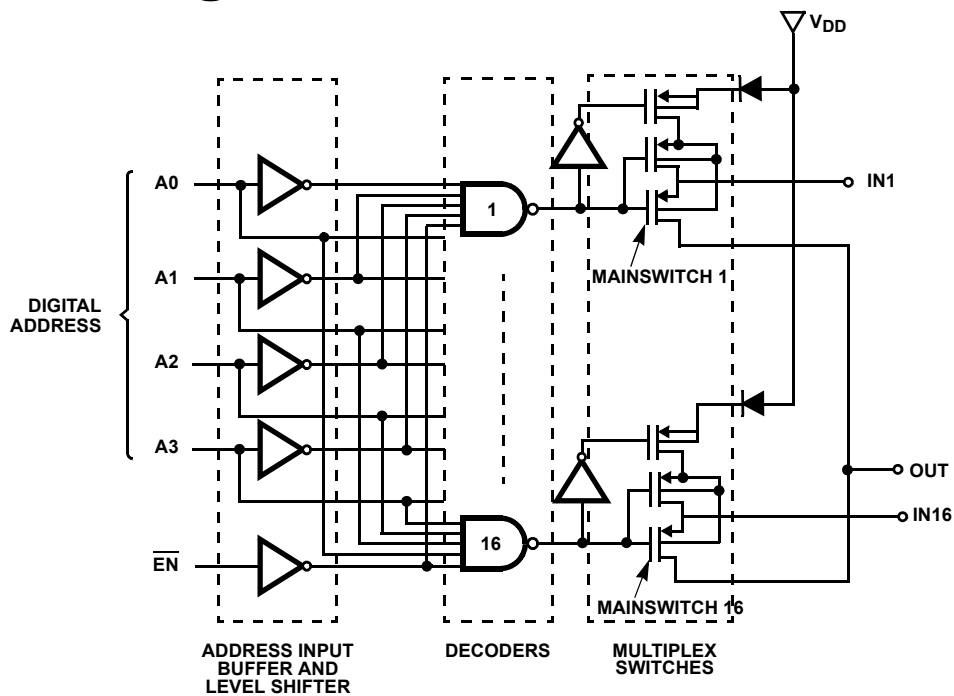 V_DD
A0
A1
A2
A3
DIGITAL
ADDRESS
E̅N̅
1
16
MAINSWITCH 1
MAINSWITCH 16
IN1
OUT
IN16
ADDRESS INPUT
BUFFER AND
LEVEL SHIFTER
DECODERS
MULTIPLEX
SWITCHES